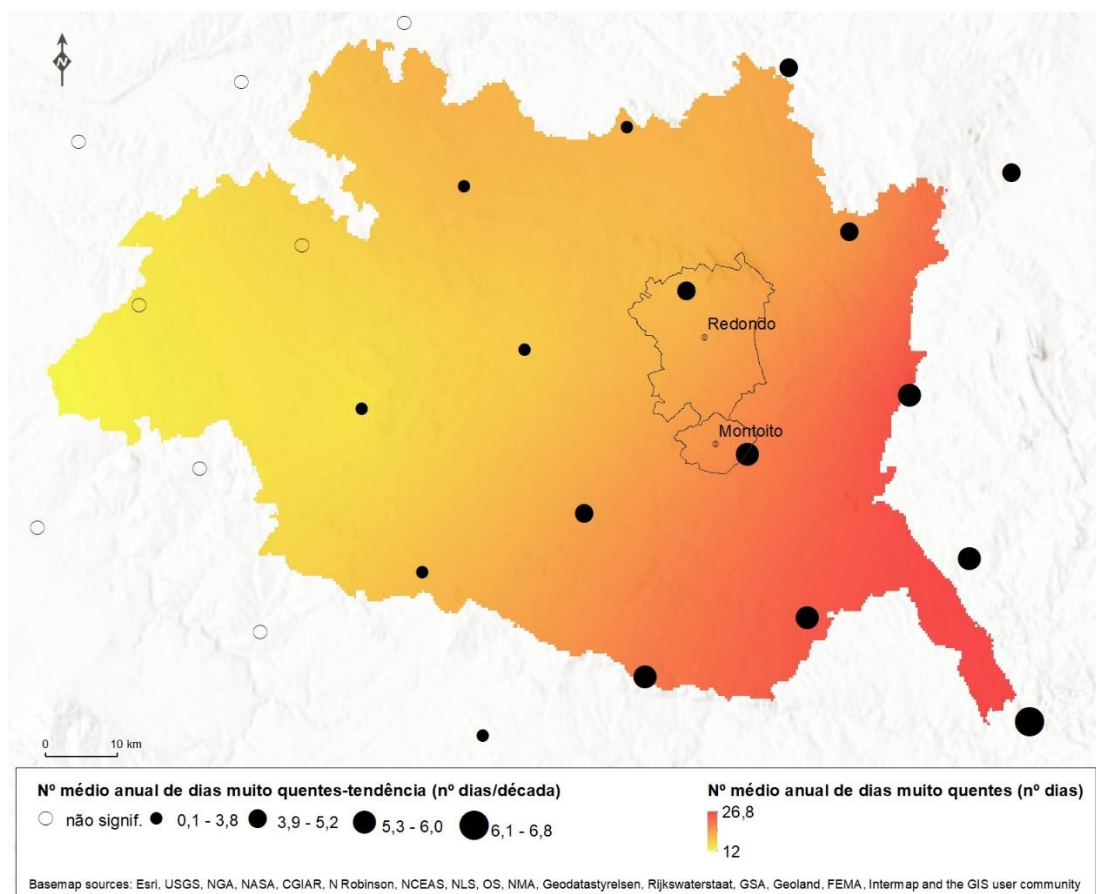 N
Redondo
Montoito
0 10 km
Nº médio anual de dias muito quentes-tendência (nº dias/década)
não signif. 0,1 - 3,8 3,9 - 5,2 5,3 - 6,0 6,1 - 6,8
Nº médio anual de dias muito quentes (nº dias)
26,8
12
Basemap sources: Esri, USGS, NGA, NASA, CGIAR, N Robinson, NCEAS, NLS, OS, NMA, Geodatastyrelsen, Rijkswaterstaat, GSA, Geoland, FEMA, Intermap and the GIS user community